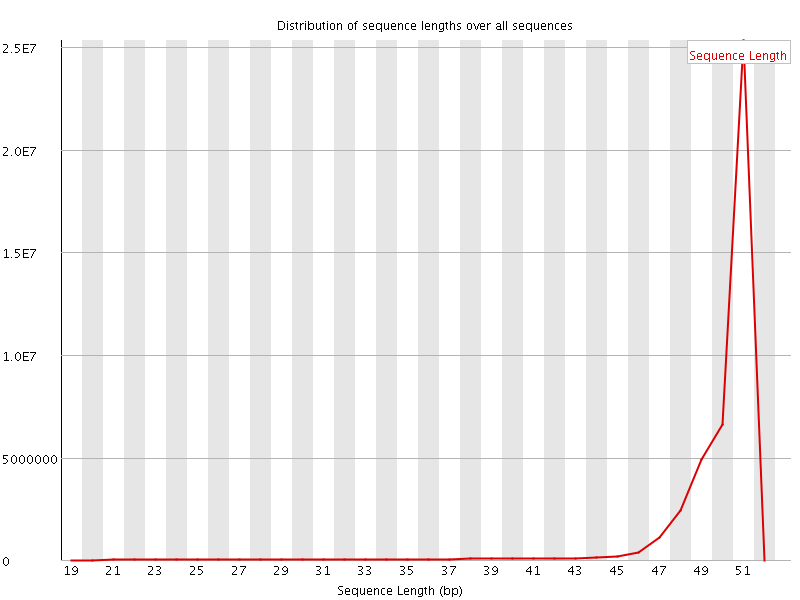 Distribution of sequence lengths over all sequences
2.5E7
Sequence Length
2.0E7
1.5E7
1.0E7
5000000
0
19 21 23 25 27 29 31 33 35 37 39 41 43 45 47 49 51
Sequence Length (bp)